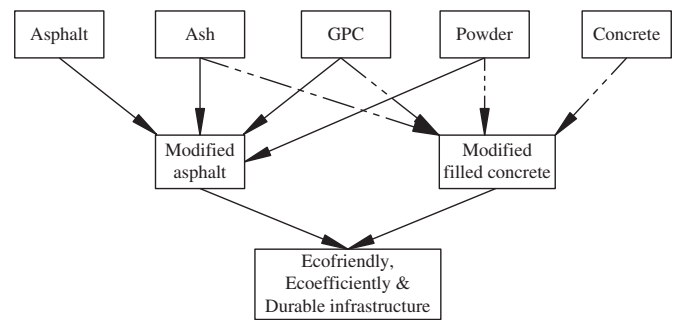 Asphalt
Ash
GPC
Powder
Concrete
Modified
asphalt
Modified
filled concrete
Ecofriendly,
Ecoefficiently &
Durable infrastructure